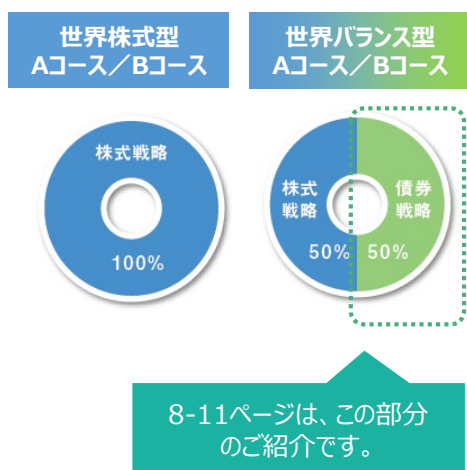 世界株式型
Aコース／Bコース
世界バランス型
Aコース／Bコース
株式戦略
100%
株式
戦略
50%
債券
戦略
50%
8-11ページは、この部分
のご紹介です。